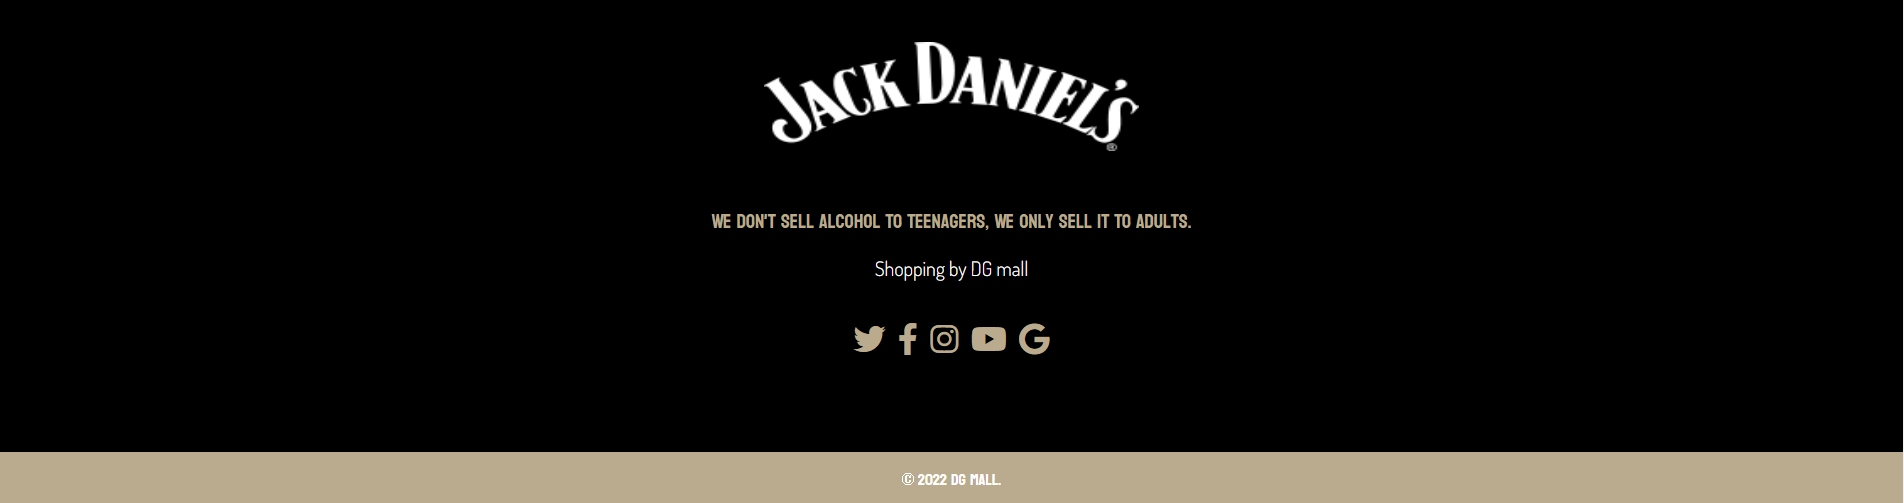 JACK DANIEL'S
®
WE DON'T SELL ALCOHOL TO TEENAGERS, WE ONLY SELL IT TO ADULTS.
Shopping by DG mall
© 2022 DG MALL.